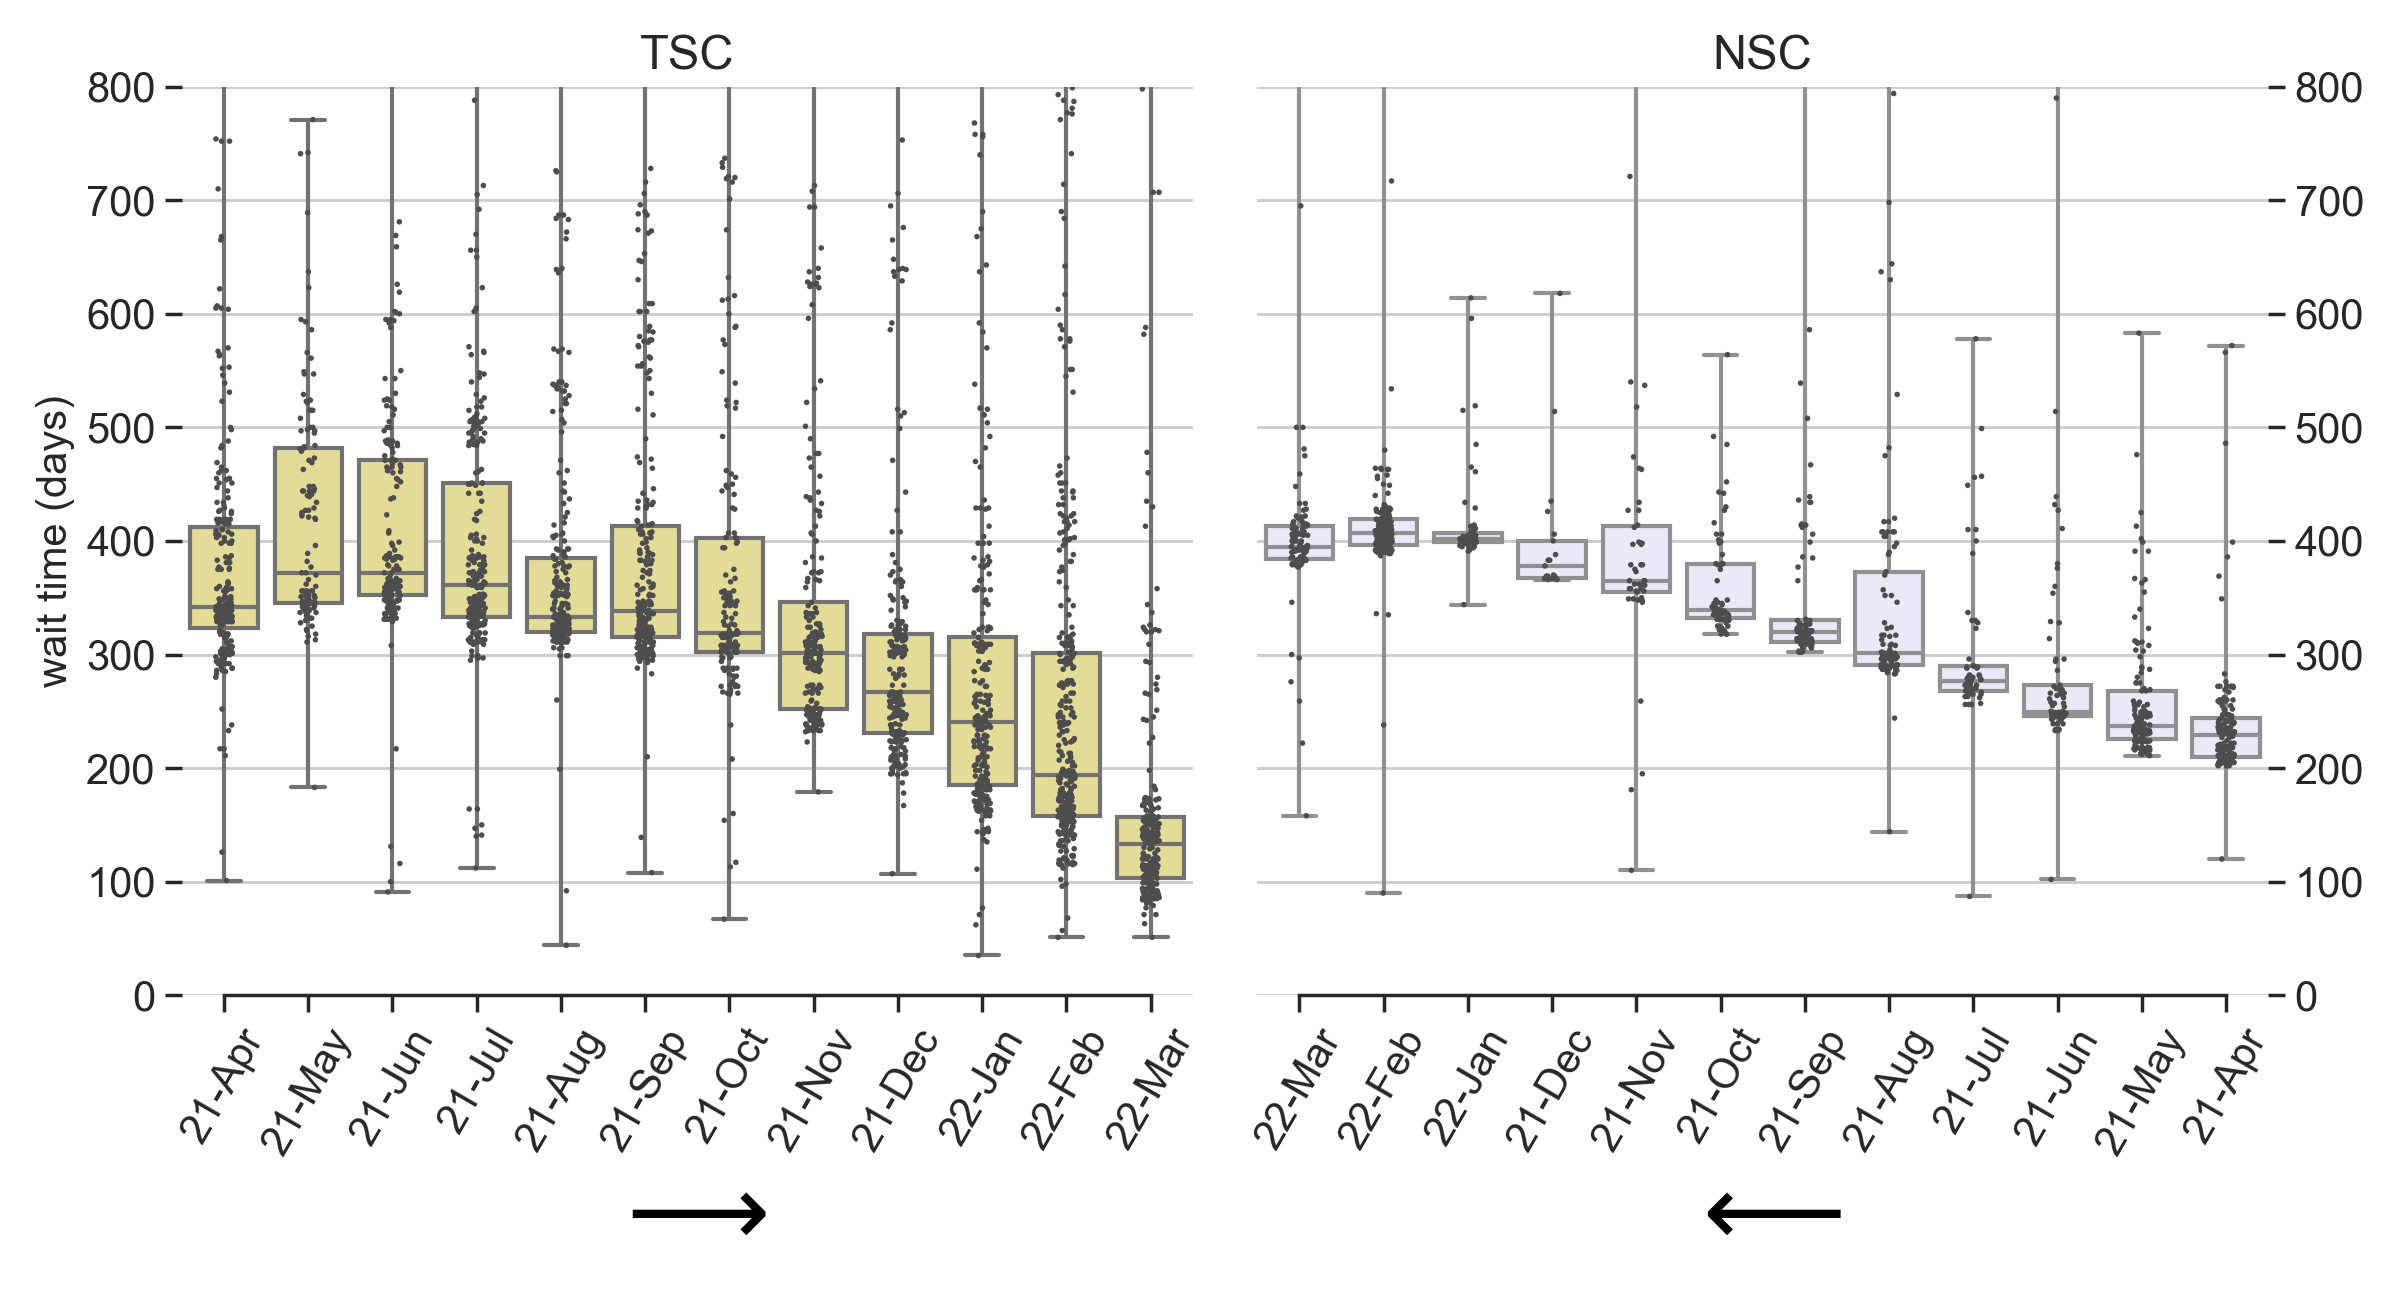 TSC
NSC
800
700
600
500
400
300
200
100
0
wait time (days)
800
700
600
500
400
300
200
100
0
21-Apr
21-May
21-Jun
21-Jul
21-Aug
21-Sep
21-Oct
21-Nov
21-Dec
22-Jan
22-Feb
22-Mar
22-Mar
22-Feb
22-Jan
21-Dec
21-Nov
21-Oct
21-Sep
21-Aug
21-Jul
21-Jun
21-May
21-Apr